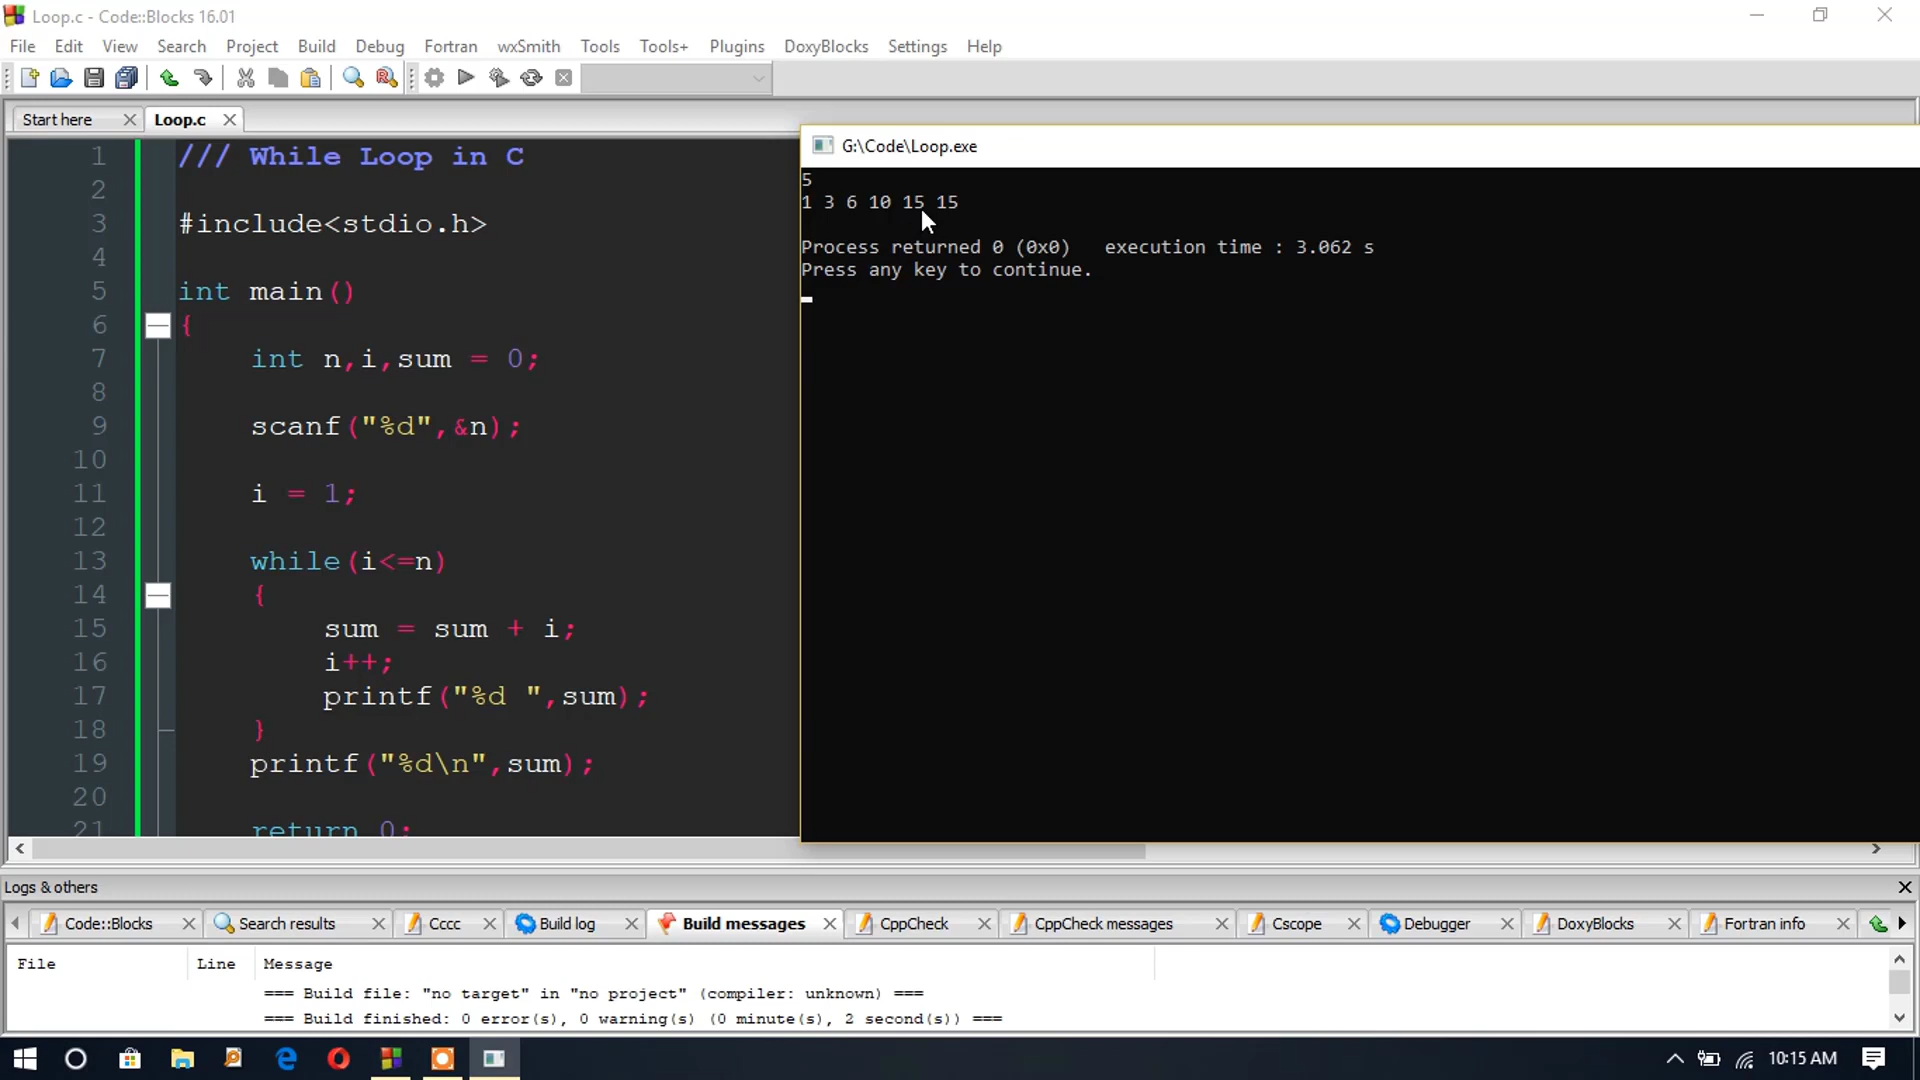 Loop.c - Code::Blocks 16.01
File Edit View Search Project Build Debug Fortran wxSmith Tools Tools+ Plugins DoxyBlocks Settings Help
Start here Loop.c
1 /// While Loop in C
2
3 #include<stdio.h>
4
5 int main()
6 {
7 int n,i,sum = 0;
8
9 scanf("%d",&n);
10
11 i = 1;
12
13 while(i<=n)
14 {
15 sum = sum + i;
16 i++;
17 printf("%d ",sum);
18 }
19 printf("%d\n",sum);
20
21 return 0;
G:\Code\Loop.exe
5
1 3 6 10 15 15
Process returned 0 (0x0) execution time : 3.062 s
Press any key to continue.
Logs & others
Code::Blocks Search results Cccc Build log Build messages CppCheck CppCheck messages Cscope Debugger DoxyBlocks Fortran info
File Line Message
=== Build file: "no target" in "no project" (compiler: unknown) ===
=== Build finished: 0 error(s), 0 warning(s) (0 minute(s), 2 second(s)) ===
10:15 AM